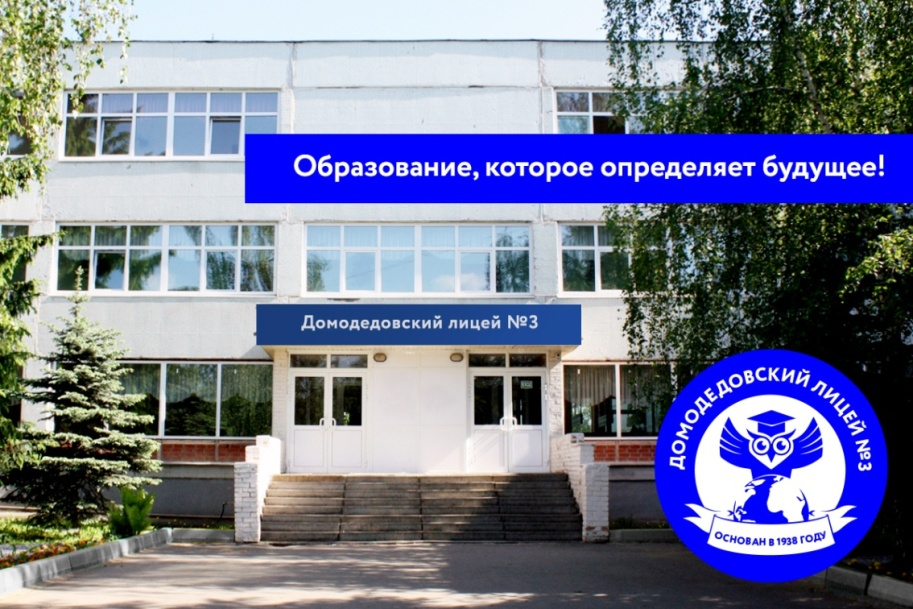 Образование, которое определяет будущее!
Домодедовский лицей №3
ДОМОДЕДОВСКИЙ ЛИЦЕЙ №3
ОСНОВАН В 1938 ГОДУ